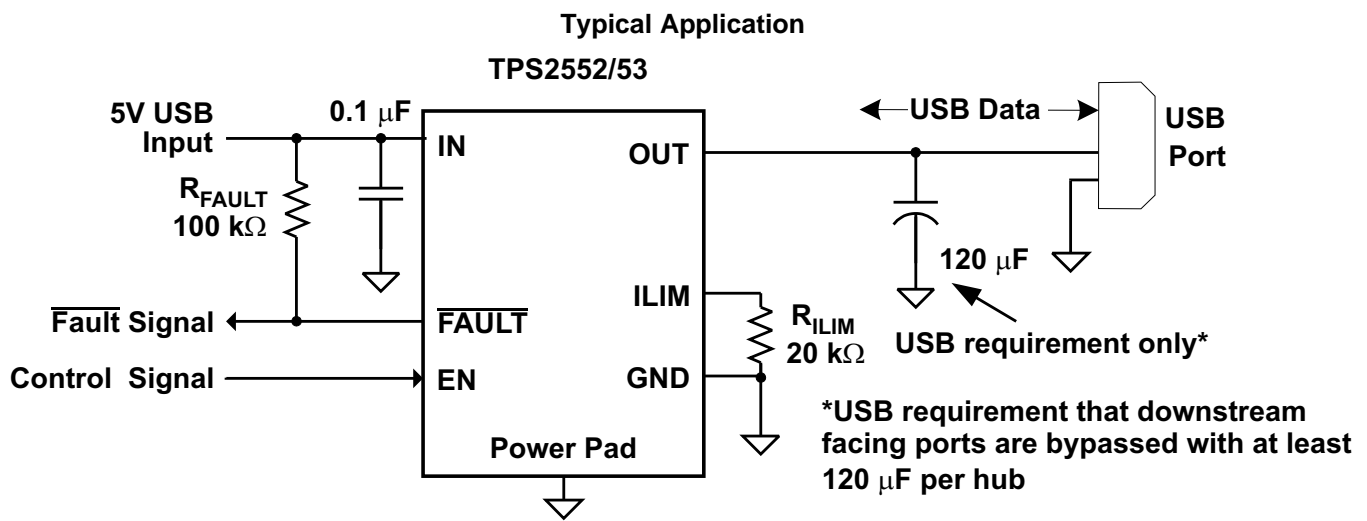 Typical Application
TPS2552/53
5V USB
Input
0.1 μF
IN
OUT
USB Data
USB
Port
R_FAULT
100 kΩ
120 μF
ILIM
R_ILIM
20 kΩ
USB requirement only*
Fault Signal
FAULT
Control Signal
EN
GND
Power Pad
*USB requirement that downstream
facing ports are bypassed with at least
120 μF per hub